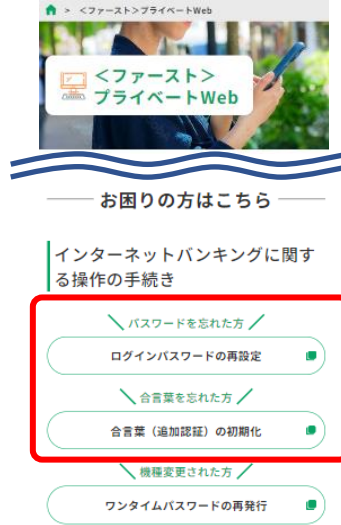 > <ファースト>プライベートWeb
<ファースト>
プライベートWeb
お困りの方はこちら
インターネットバンキングに関す
る操作の手続き
パスワードを忘れた方
ログインパスワードの再設定
合言葉を忘れた方
合言葉（追加認証）の初期化
機種変更された方
ワンタイムパスワードの再発行